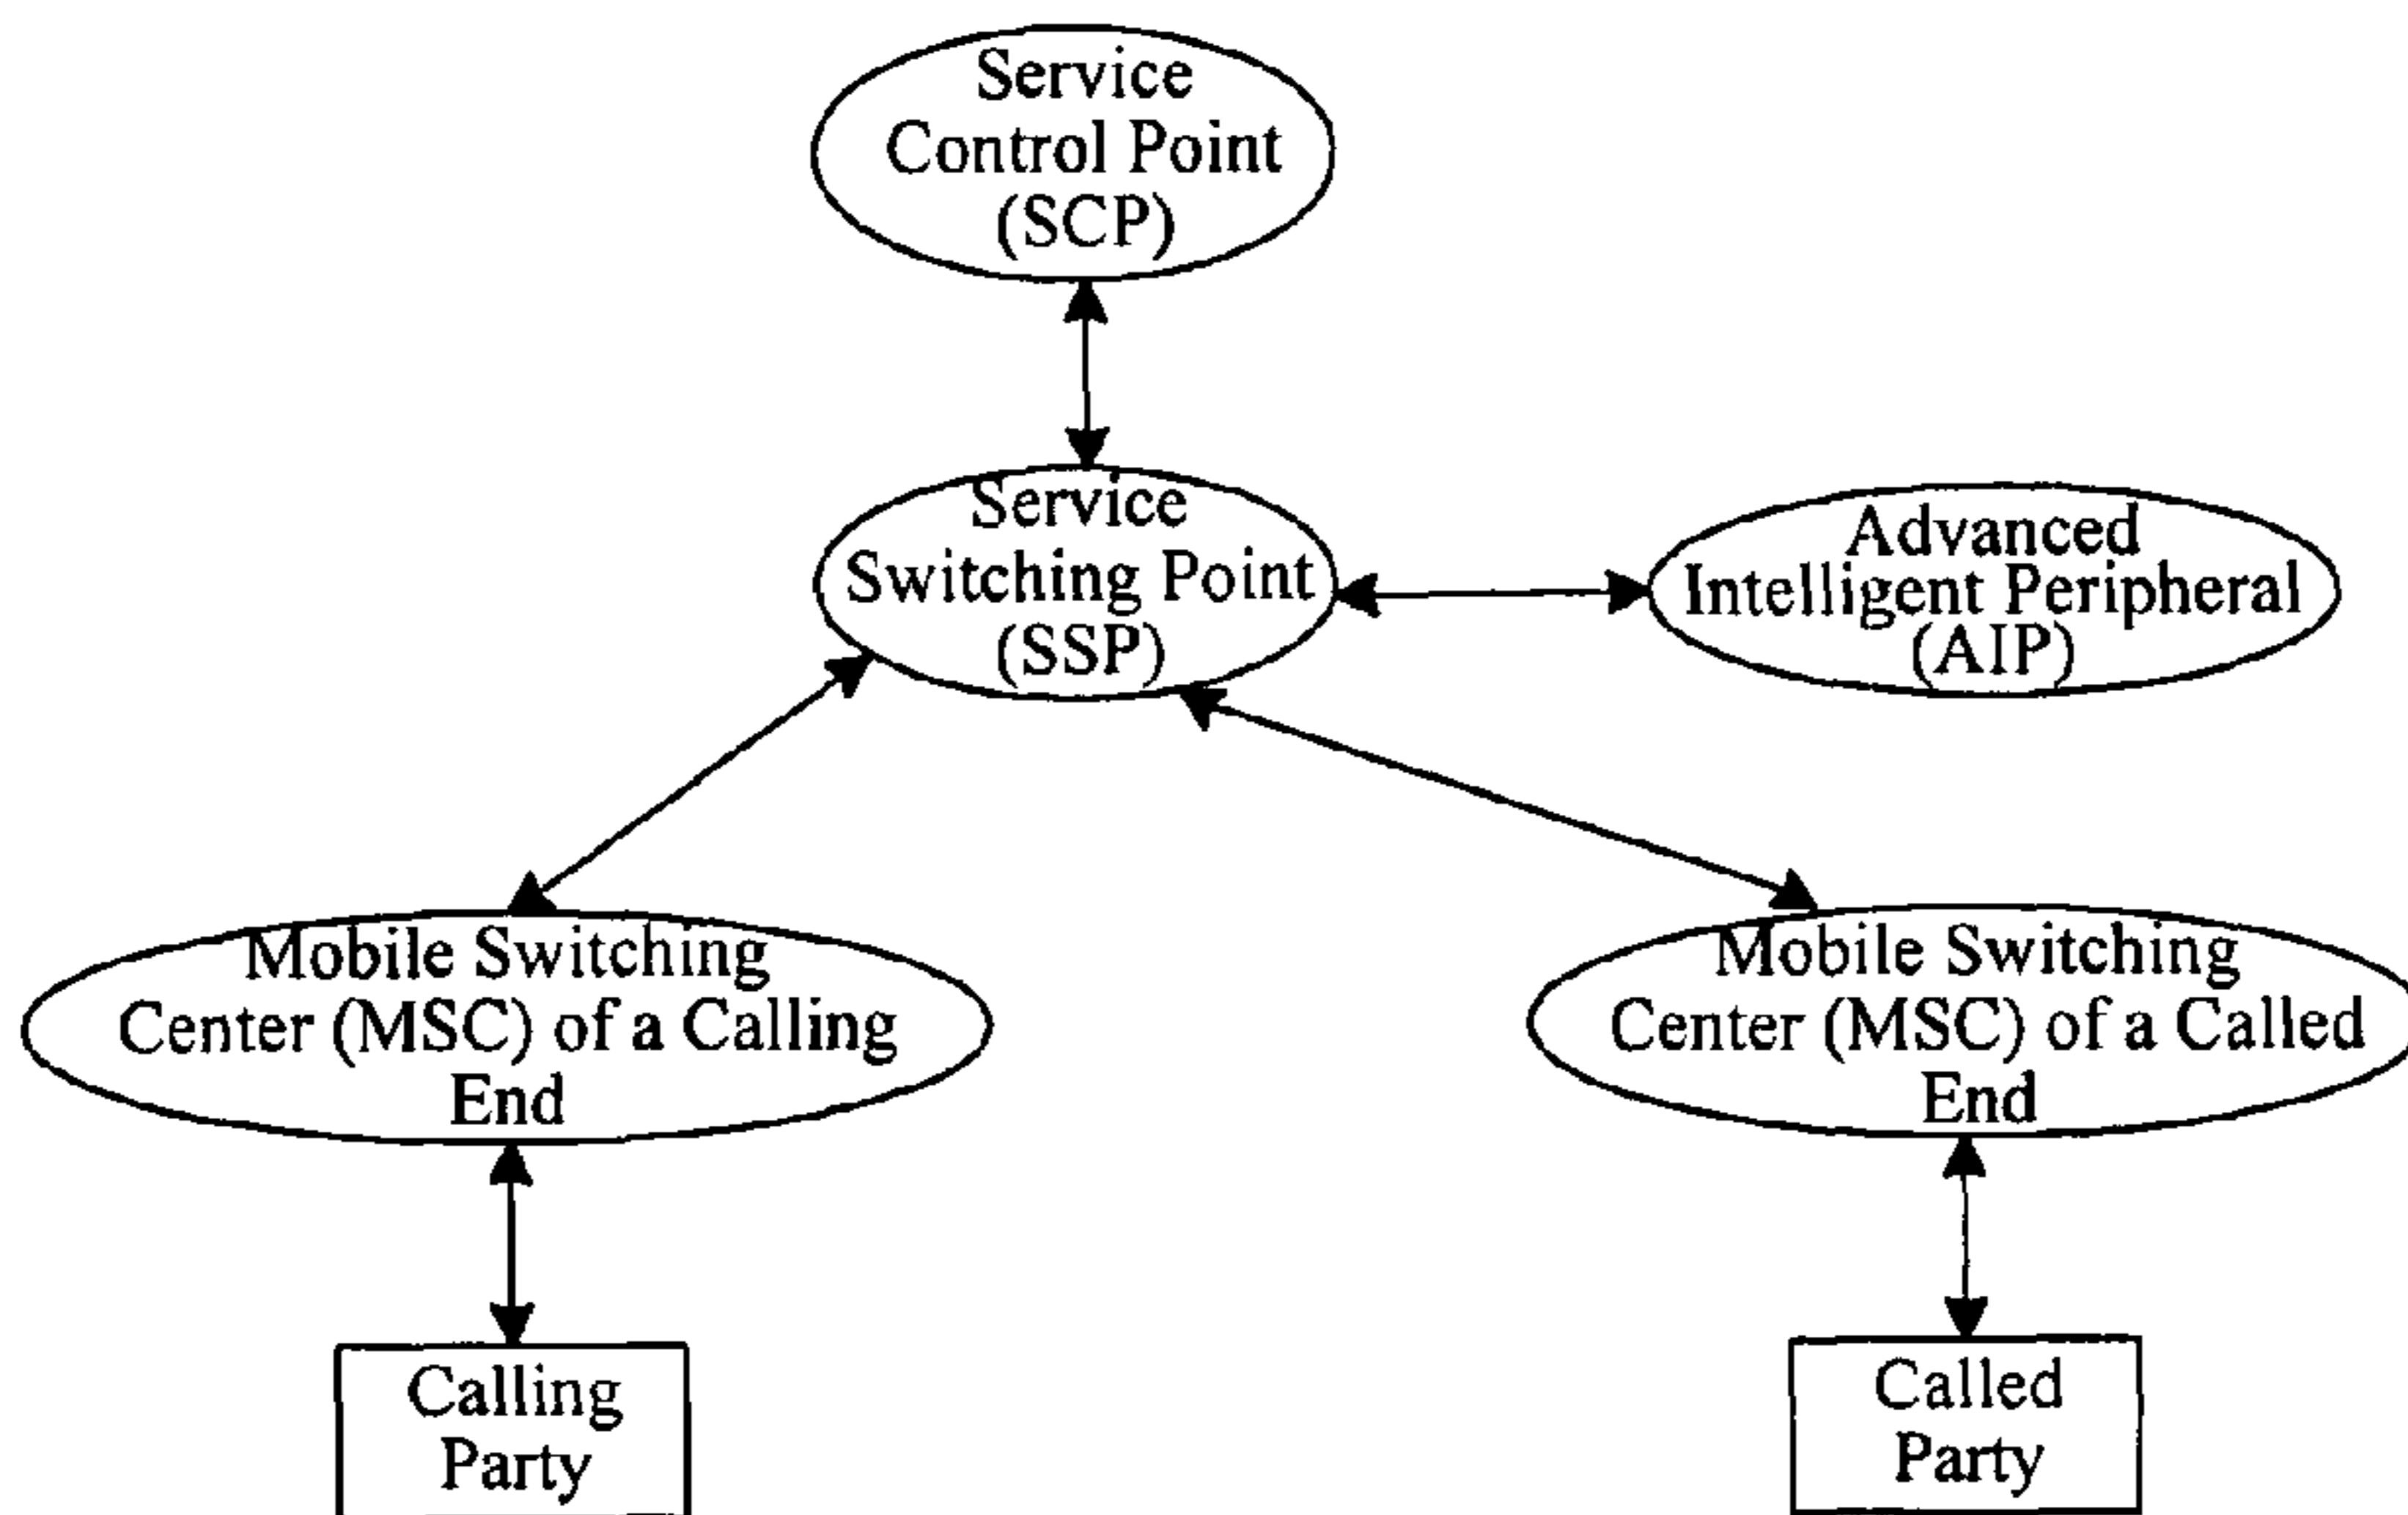 Service
Control Point
(SCP)
Service
Switching Point
(SSP)
Advanced
Intelligent Peripheral
(AIP)
Mobile Switching
Center (MSC) of a Calling
End
Mobile Switching
Center (MSC) of a Called
End
Calling
Party
Called
Party